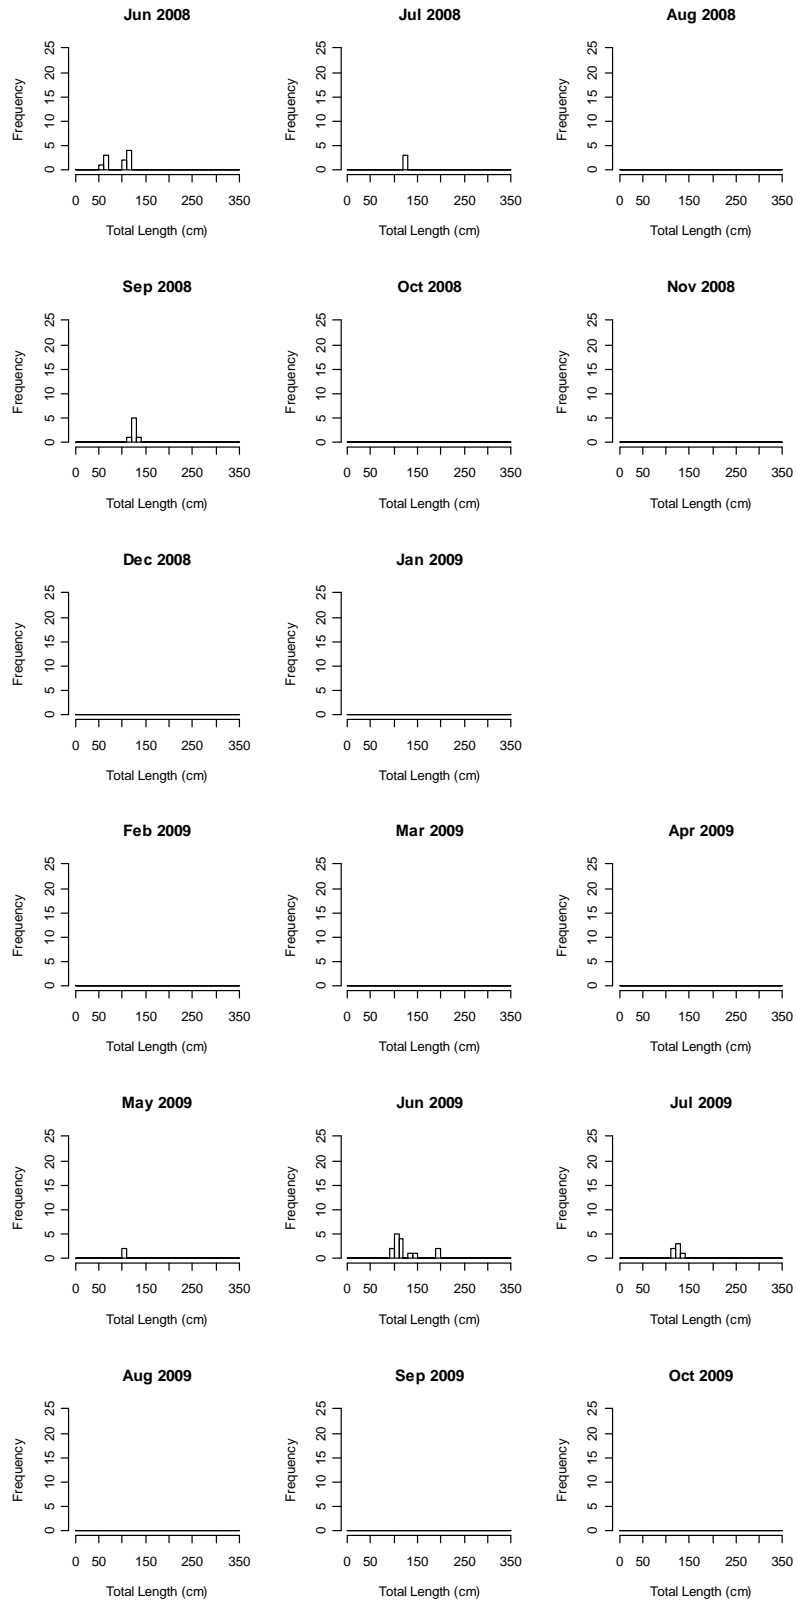 Jun 2008 Jul 2008 Aug 2008
Frequency Frequency Frequency
25 25 25
20 20 20
15 15 15
10 10 10
5 5 5
0 0 0
0 50 150 250 350 0 50 150 250 350 0 50 150 250 350
Total Length (cm) Total Length (cm) Total Length (cm)
Sep 2008 Oct 2008 Nov 2008
Frequency Frequency Frequency
25 25 25
20 20 20
15 15 15
10 10 10
5 5 5
0 0 0
0 50 150 250 350 0 50 150 250 350 0 50 150 250 350
Total Length (cm) Total Length (cm) Total Length (cm)
Dec 2008 Jan 2009
Frequency Frequency
25 25
20 20
15 15
10 10
5 5
0 0
0 50 150 250 350 0 50 150 250 350
Total Length (cm) Total Length (cm)
Feb 2009 Mar 2009 Apr 2009
Frequency Frequency Frequency
25 25 25
20 20 20
15 15 15
10 10 10
5 5 5
0 0 0
0 50 150 250 350 0 50 150 250 350 0 50 150 250 350
Total Length (cm) Total Length (cm) Total Length (cm)
May 2009 Jun 2009 Jul 2009
Frequency Frequency Frequency
25 25 25
20 20 20
15 15 15
10 10 10
5 5 5
0 0 0
0 50 150 250 350 0 50 150 250 350 0 50 150 250 350
Total Length (cm) Total Length (cm) Total Length (cm)
Aug 2009 Sep 2009 Oct 2009
Frequency Frequency Frequency
25 25 25
20 20 20
15 15 15
10 10 10
5 5 5
0 0 0
0 50 150 250 350 0 50 150 250 350 0 50 150 250 350
Total Length (cm) Total Length (cm) Total Length (cm)